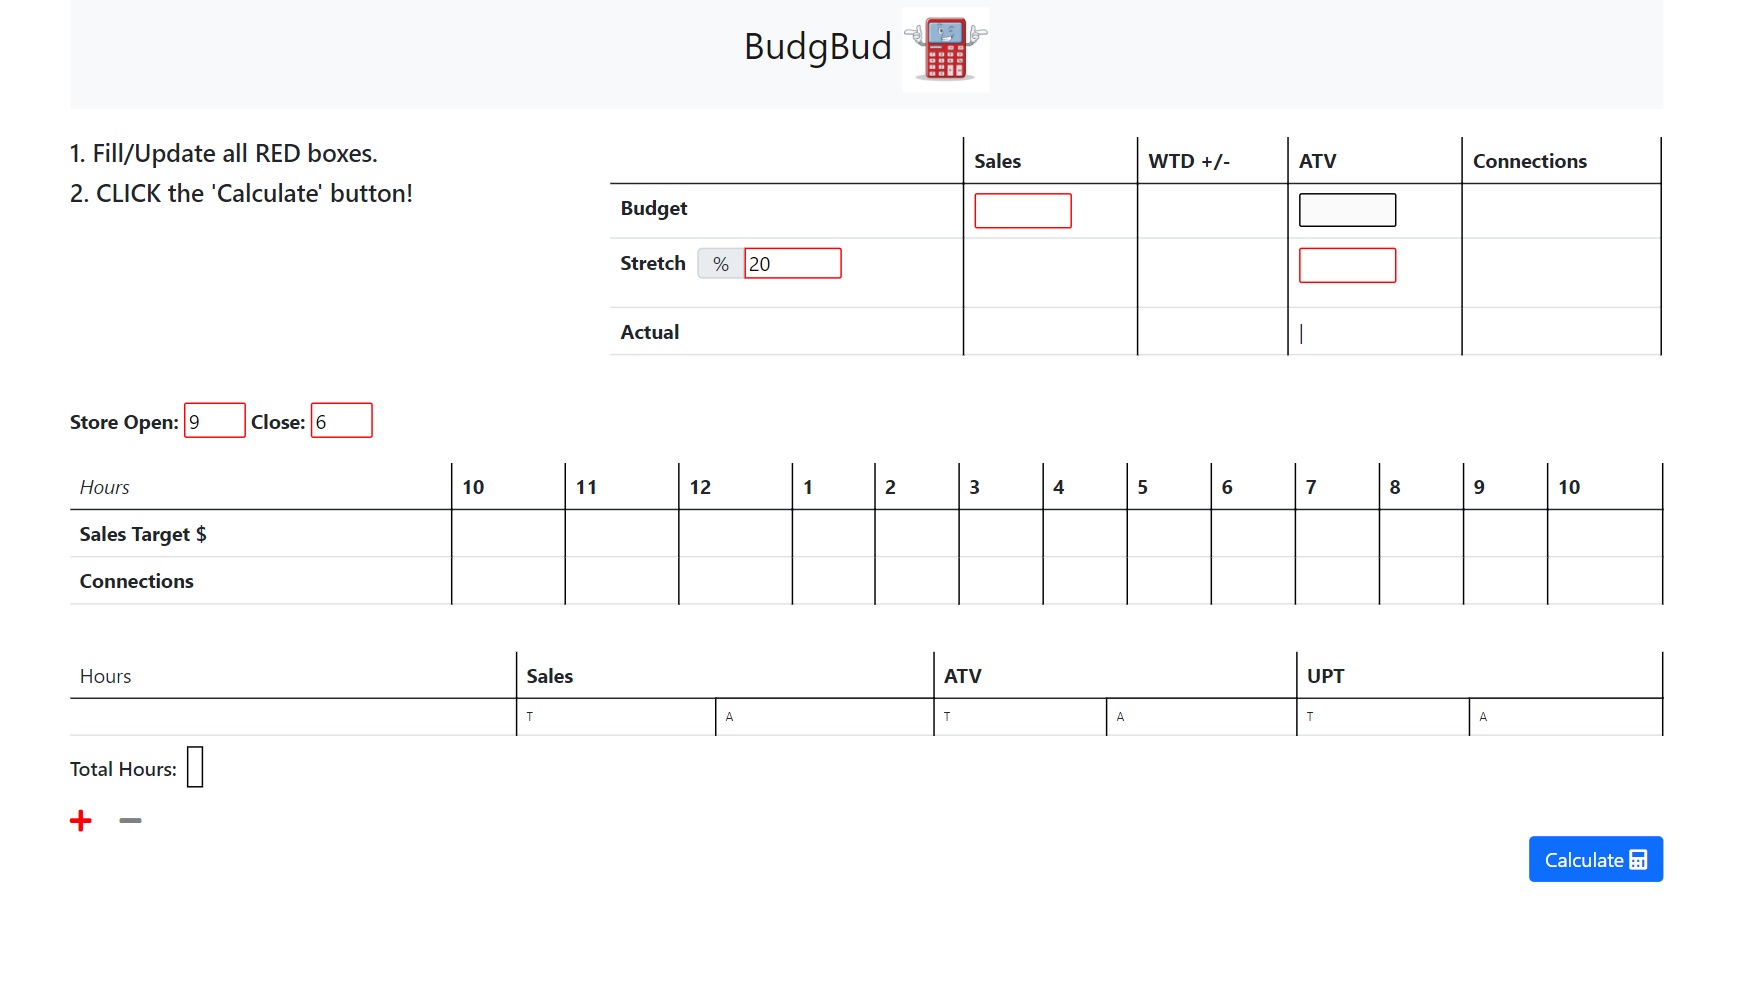 BudgBud
1. Fill/Update all RED boxes.
2. CLICK the 'Calculate' button!
Sales WTD +/- ATV Connections
Budget
Stretch % 20
Actual
Store Open: 9 Close: 6
Hours 10 11 12 1 2 3 4 5 6 7 8 9 10
Sales Target $
Connections
Hours Sales ATV UPT
T A T A T A
Total Hours:
Calculate